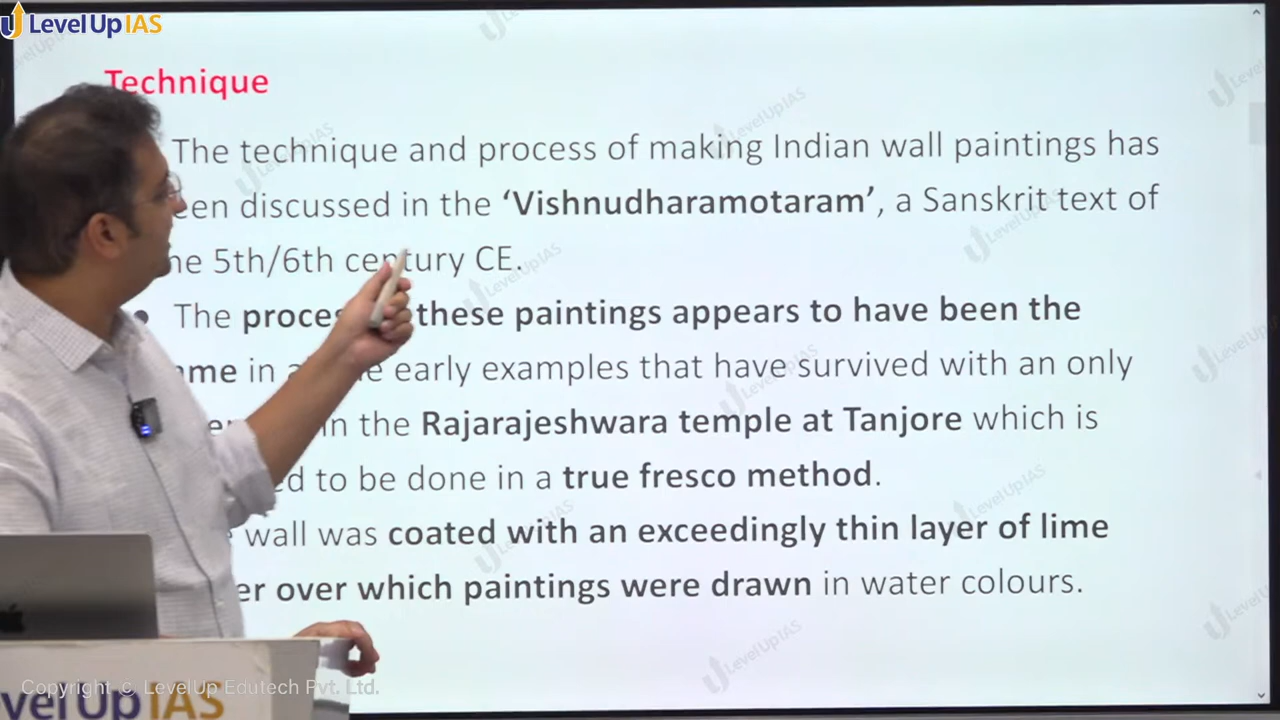 Level Up IAS
Technique
The technique and process of making Indian wall paintings has
een discussed in the ‘Vishnudharamotaram’, a Sanskrit text of
he 5th/6th century CE.
• The proces these paintings appears to have been the
me in a e early examples that have survived with an only
in the Rajarajeshwara temple at Tanjore which is
ed to be done in a true fresco method.
wall was coated with an exceedingly thin layer of lime
er over which paintings were drawn in water colours.
Copyright © LevelUp Edutech Pvt. Ltd.
velUp IAS